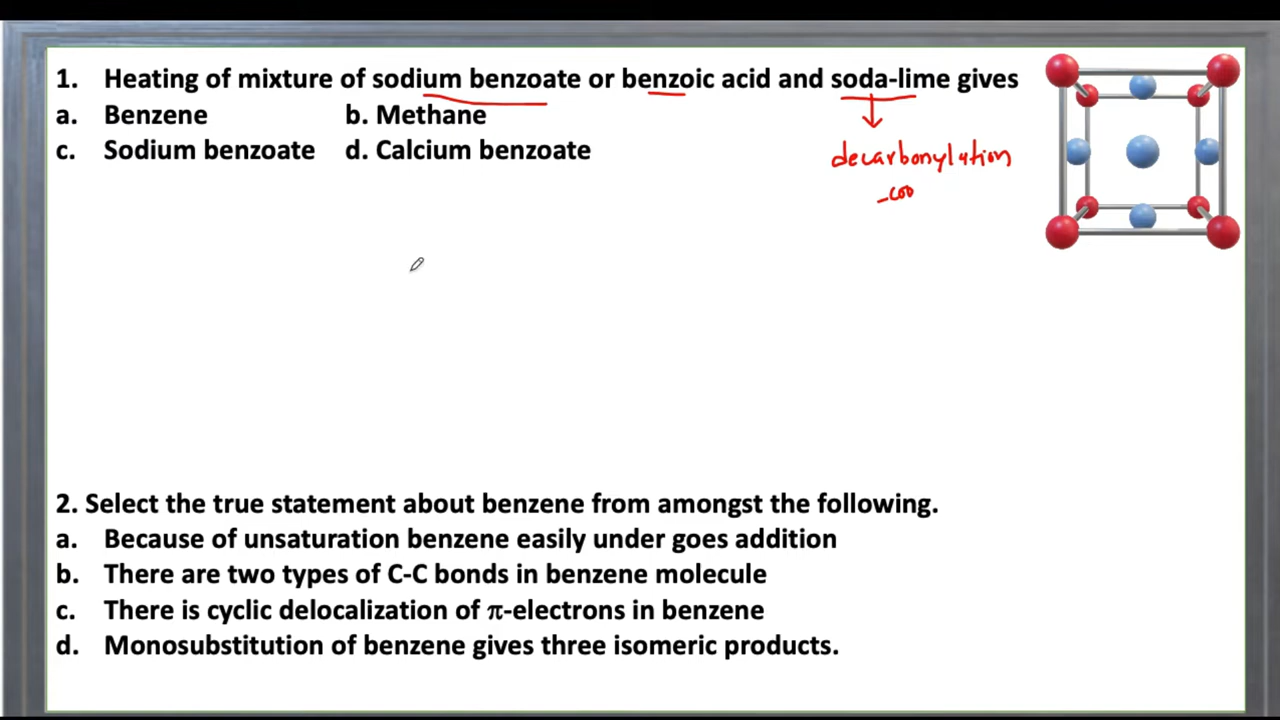 1. Heating of mixture of sodium benzoate or benzoic acid and soda-lime gives
a. Benzene b. Methane
c. Sodium benzoate d. Calcium benzoate
decarbonylation
-coo
2. Select the true statement about benzene from amongst the following.
a. Because of unsaturation benzene easily under goes addition
b. There are two types of C-C bonds in benzene molecule
c. There is cyclic delocalization of π-electrons in benzene
d. Monosubstitution of benzene gives three isomeric products.